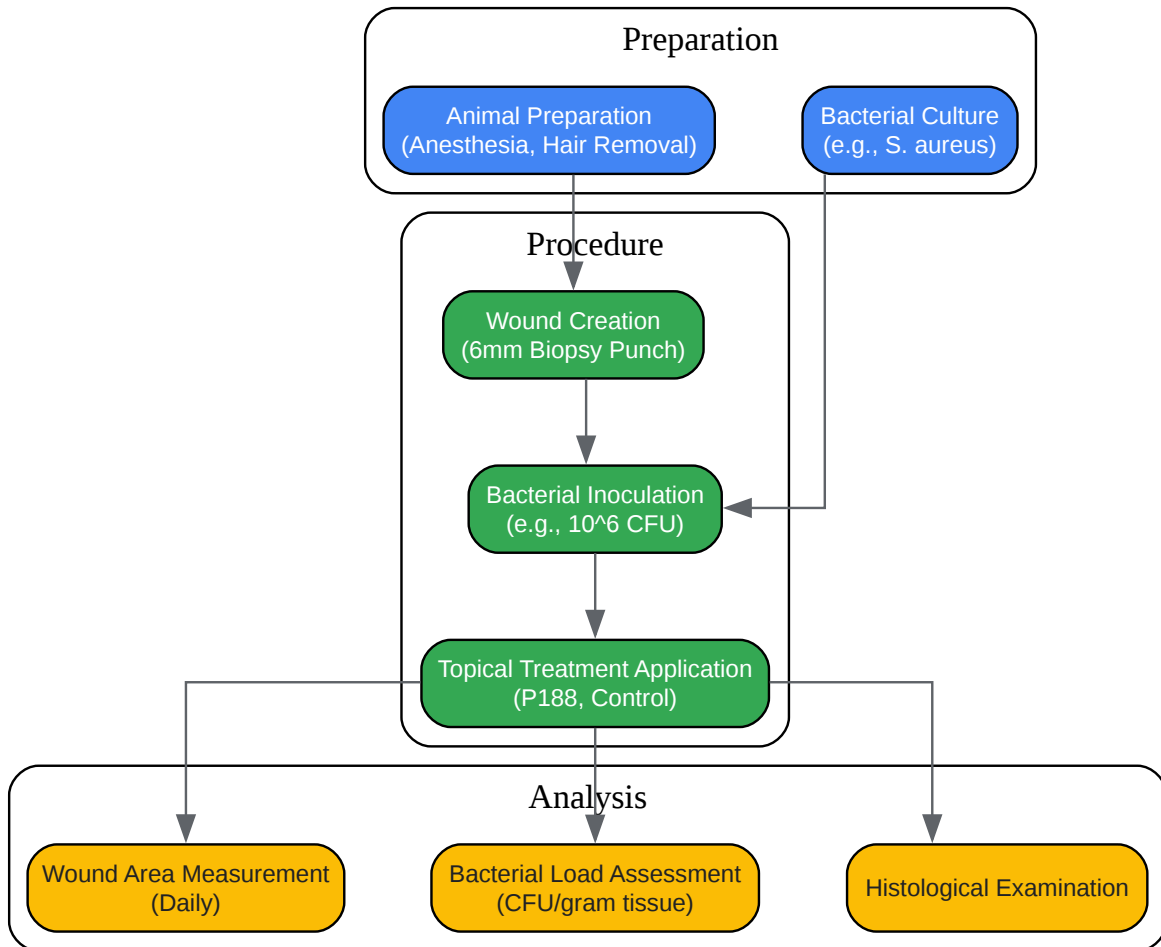 Preparation
Animal Preparation
(Anesthesia, Hair Removal)
Bacterial Culture
(e.g., S. aureus)
Procedure
Wound Creation
(6mm Biopsy Punch)
Bacterial Inoculation
(e.g., 10^6 CFU)
Topical Treatment Application
(P188, Control)
Analysis
Wound Area Measurement
(Daily)
Bacterial Load Assessment
(CFU/gram tissue)
Histological Examination